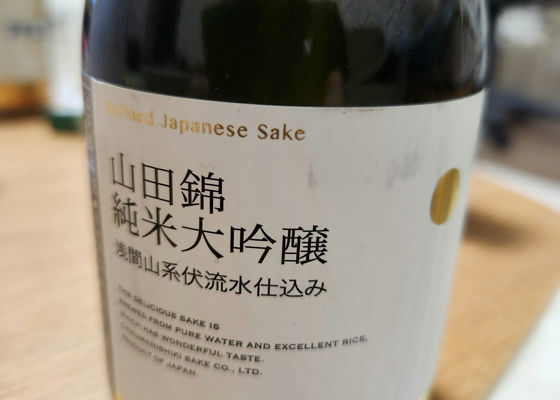 Refined Japanese Sake
山田錦
純米大吟醸
浅間山系伏流水仕込み
THIS DELICIOUS SAKE IS
BREWED FROM PURE WATER AND EXCELLENT RICE,
WHICH HAS WONDERFUL TASTE.
SAKE CO., LTD.
PRODUCT OF JAPAN.